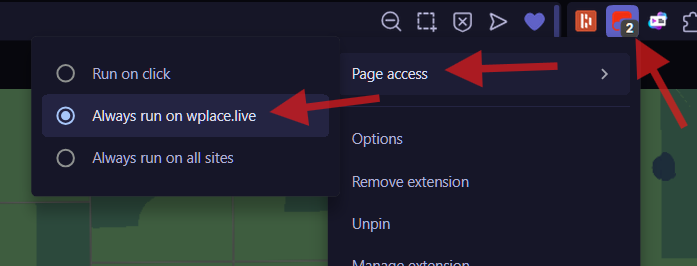 2
Run on click
Page access
Always run on wplace.live
Options
Always run on all sites
Remove extension
Unpin
Manage extension